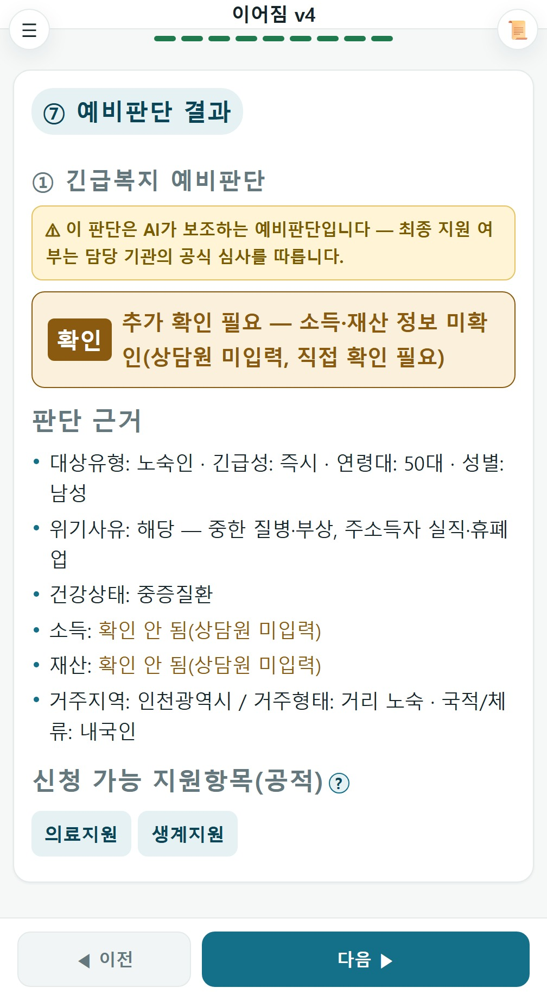 이어짐 v4
⑦ 예비판단 결과
① 긴급복지 예비판단
⚠ 이 판단은 AI가 보조하는 예비판단입니다 — 최종 지원 여
부는 담당 기관의 공식 심사를 따릅니다.
확인
추가 확인 필요 — 소득·재산 정보 미확
인(상담원 미입력, 직접 확인 필요)
판단 근거
• 대상유형: 노숙인 · 긴급성: 즉시 · 연령대: 50대 · 성별:
남성
• 위기사유: 해당 — 중한 질병·부상, 주소득자 실직·휴폐
업
• 건강상태: 중증질환
• 소득: 확인 안 됨(상담원 미입력)
• 재산: 확인 안 됨(상담원 미입력)
• 거주지역: 인천광역시 / 거주형태: 거리 노숙 · 국적/체
류: 내국인
신청 가능 지원항목(공적) ?
의료지원 생계지원
◀ 이전 다음 ▶